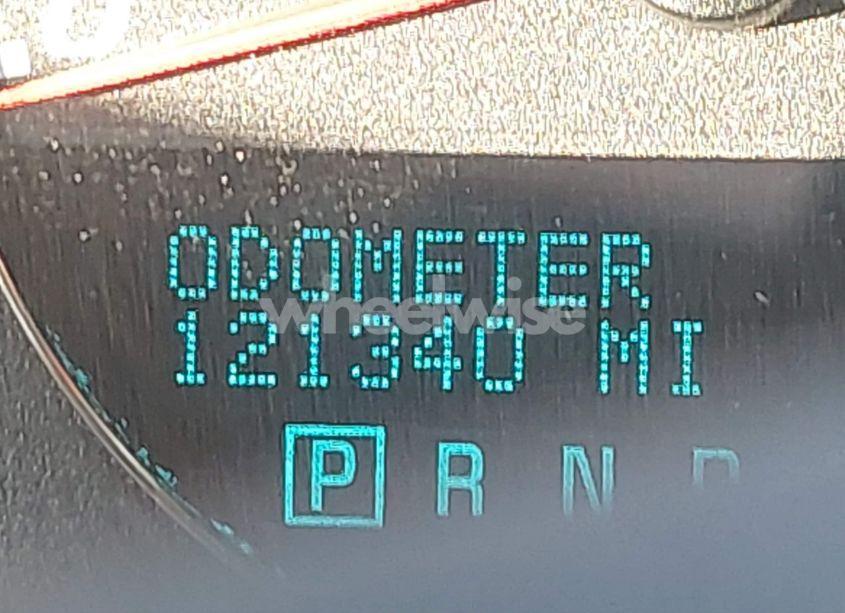 ODOMETER
wheelwise
121340 MI
P R N D